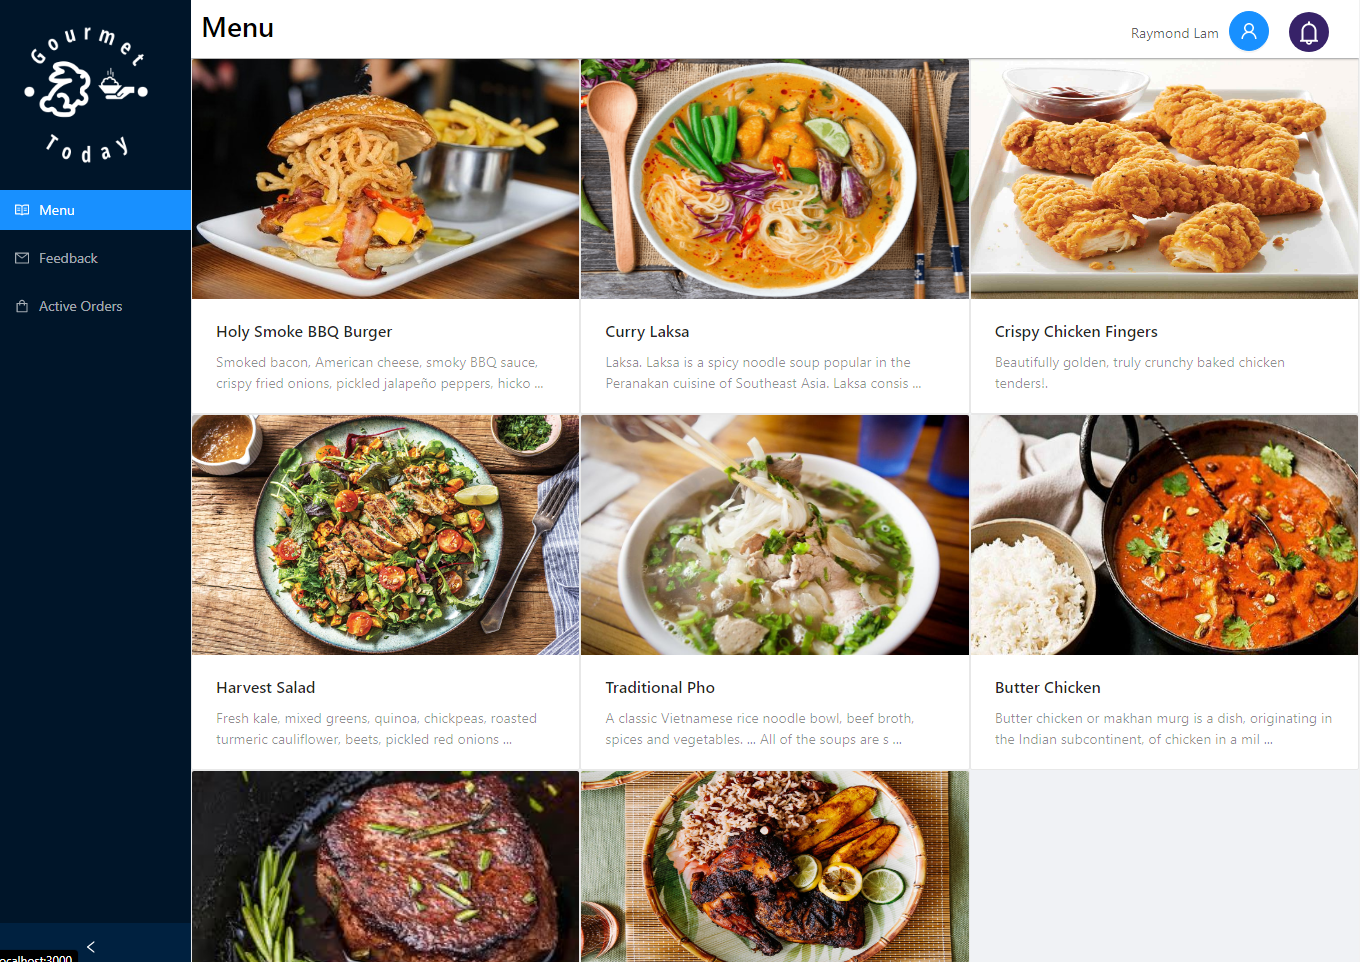 Gourmet
Today
Menu
Feedback
Active Orders
Menu
Raymond Lam
Holy Smoke BBQ Burger
Smoked bacon, American cheese, smoky BBQ sauce,
crispy fried onions, pickled jalapeño peppers, hicko ...
Curry Laksa
Laksa. Laksa is a spicy noodle soup popular in the
Peranakan cuisine of Southeast Asia. Laksa consis ...
Crispy Chicken Fingers
Beautifully golden, truly crunchy baked chicken
tenders!.
Harvest Salad
Fresh kale, mixed greens, quinoa, chickpeas, roasted
turmeric cauliflower, beets, pickled red onions ...
Traditional Pho
A classic Vietnamese rice noodle bowl, beef broth,
spices and vegetables. ... All of the soups are s ...
Butter Chicken
Butter chicken or makhan murg is a dish, originating in
the Indian subcontinent, of chicken in a mil ...
ocalhost:3000